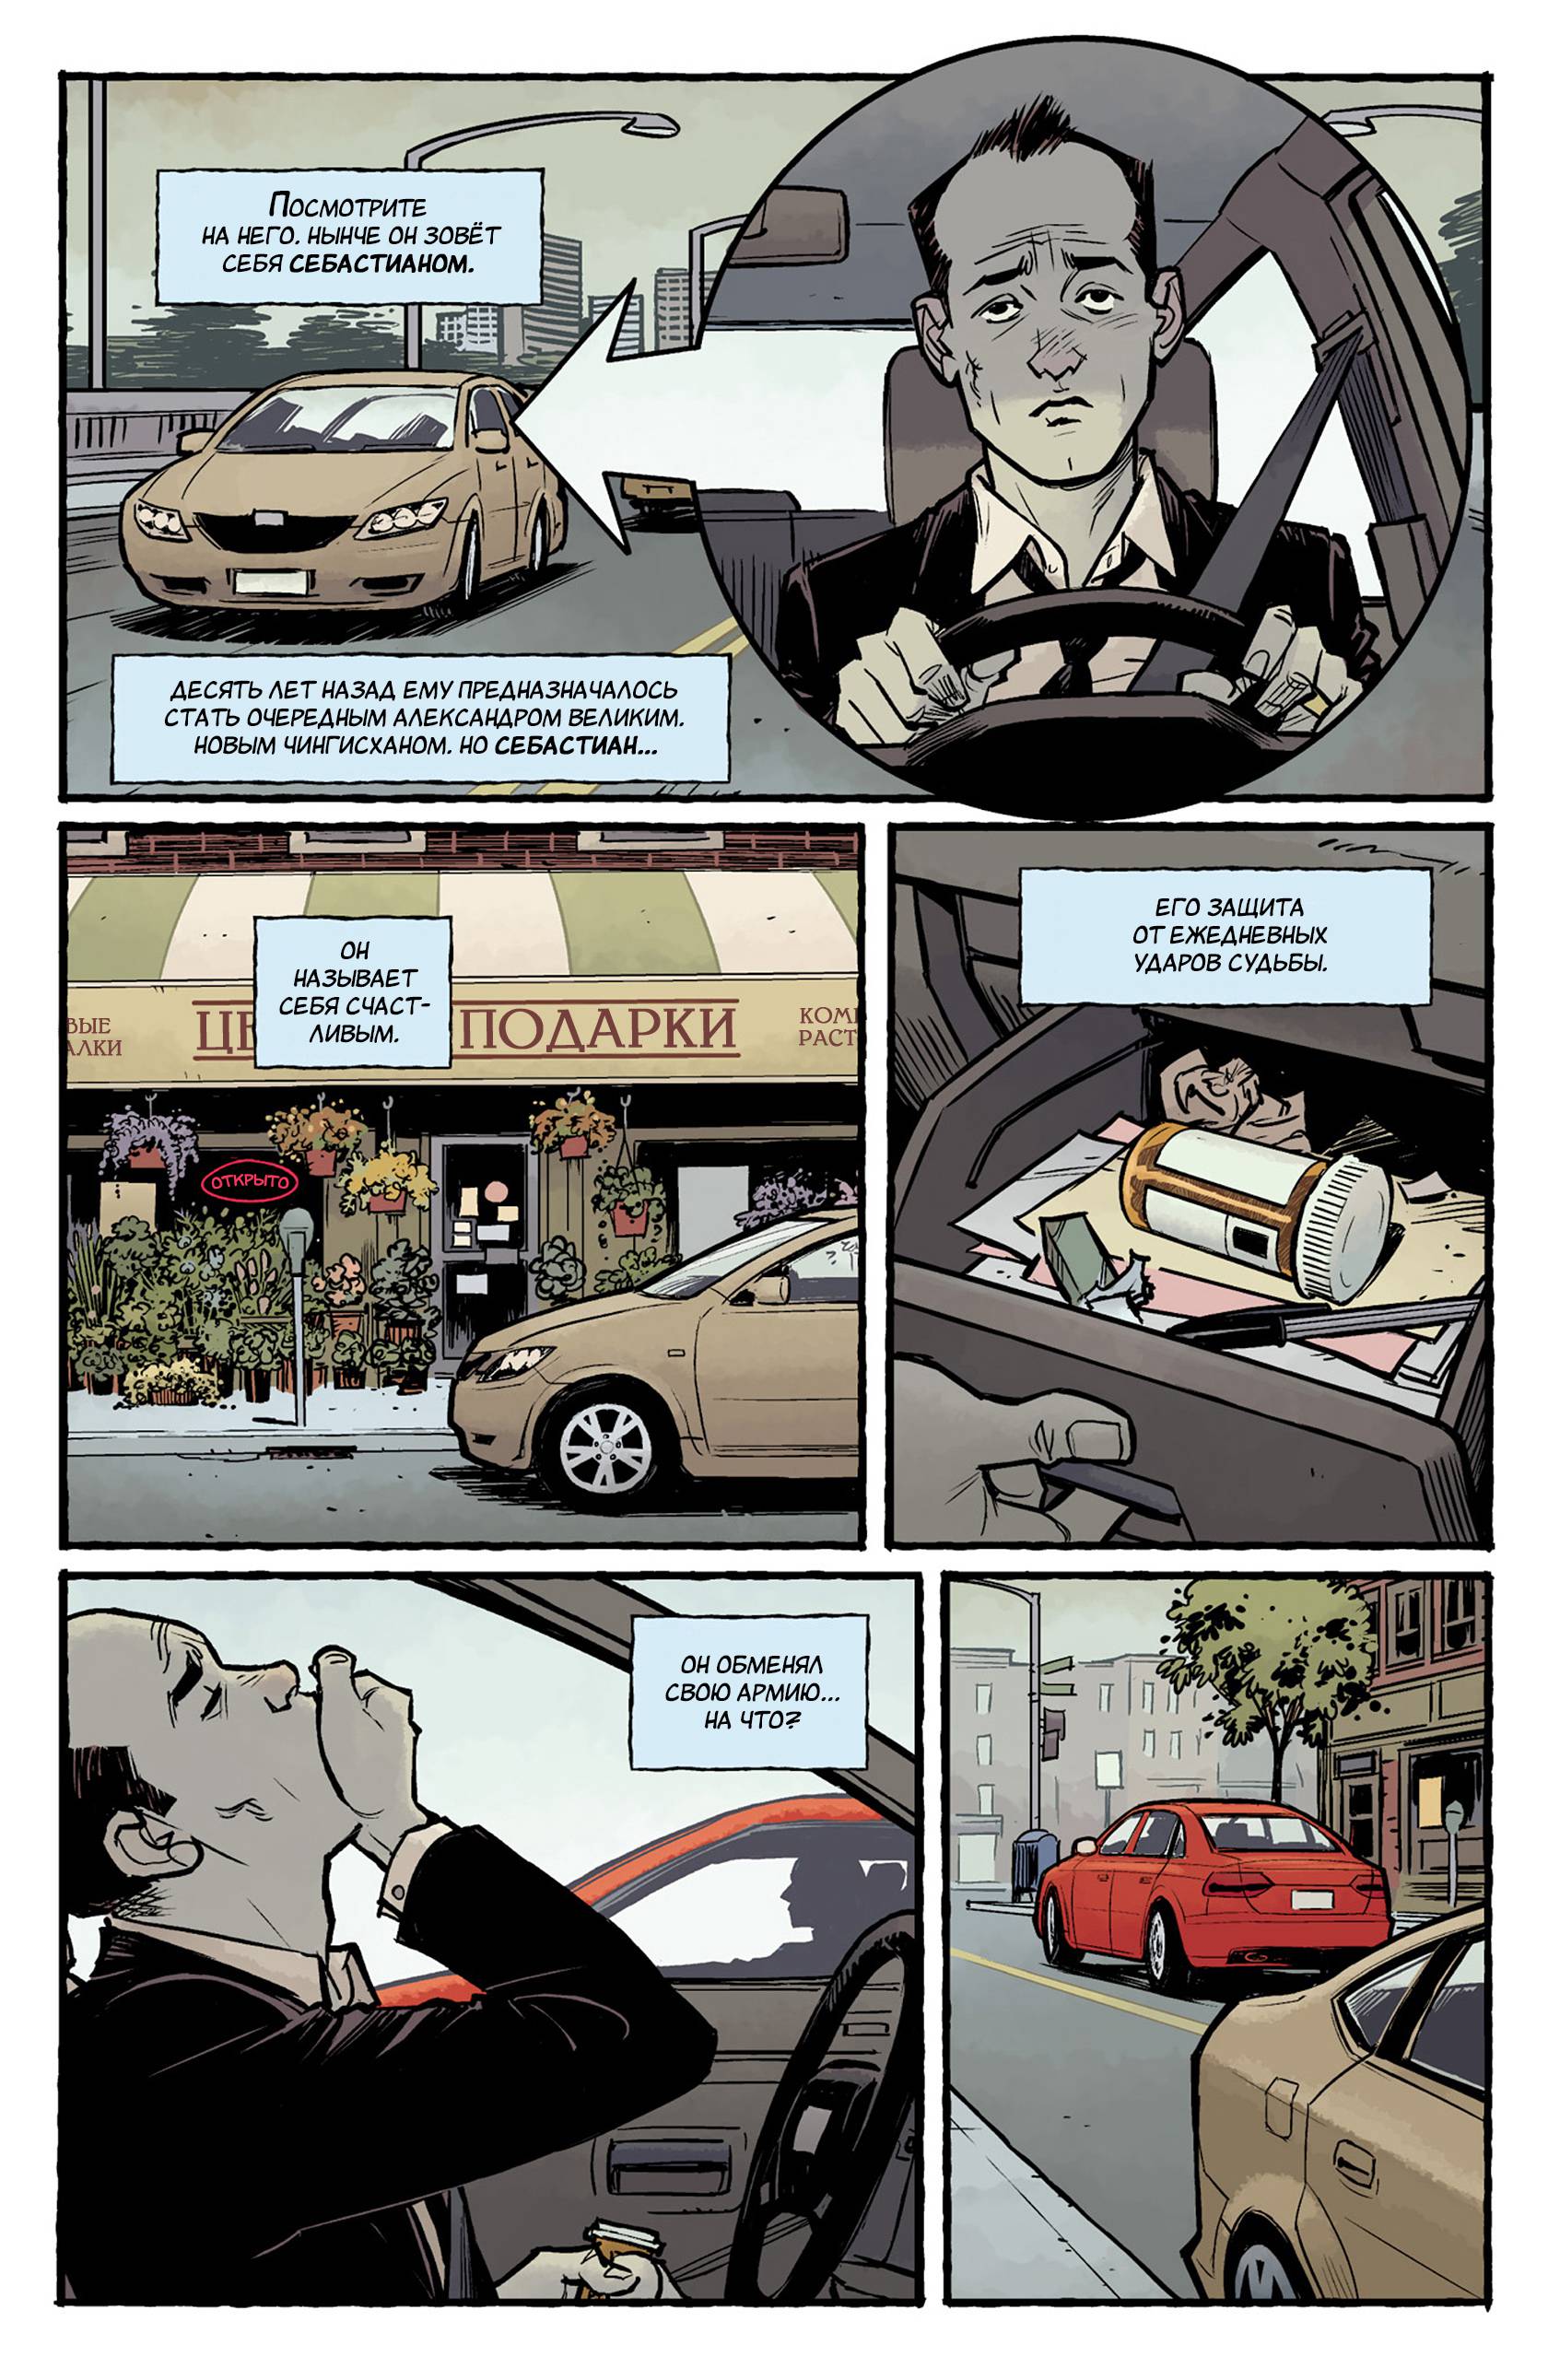 ПОСМОТРИТЕ
НА НЕГО. НЫНЧЕ ОН ЗОВЁТ
СЕБЯ СЕБАСТИАНОМ.
ДЕСЯТЬ ЛЕТ НАЗАД ЕМУ ПРЕДНАЗНАЧАЛОСЬ
СТАТЬ ОЧЕРЕДНЫМ АЛЕКСАНДРОМ ВЕЛИКИМ.
НОВЫМ ЧИНГИСХАНОМ. НО СЕБАСТИАН...
ОН
НАЗЫВАЕТ
СЕБЯ СЧАСТ-
ЛИВЫМ.
ПОДАРКИ
ОТКРЫТО
ЕГО ЗАЩИТА
ОТ ЕЖЕДНЕВНЫХ
УДАРОВ СУДЬБЫ.
ОН ОБМЕНЯЛ
СВОЮ АРМИЮ...
НА ЧТО?